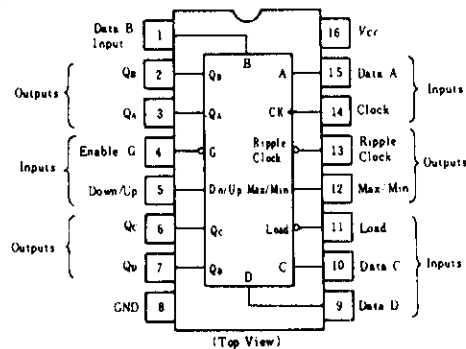 Data B Input
1
B
16
Vcc
Outputs
QB
2
QB
A
15
Data A
Inputs
QA
3
QA
CK
14
Clock
Inputs
Enable G
4
G
Ripple Clock
13
Ripple Clock
Outputs
Down/Up
5
Dn/Up
Max/Min
12
Max/Min
Outputs
QC
6
QC
Load
11
Load
Inputs
QD
7
QD
C
10
Data C
GND
8
D
9
Data D
(Top View)